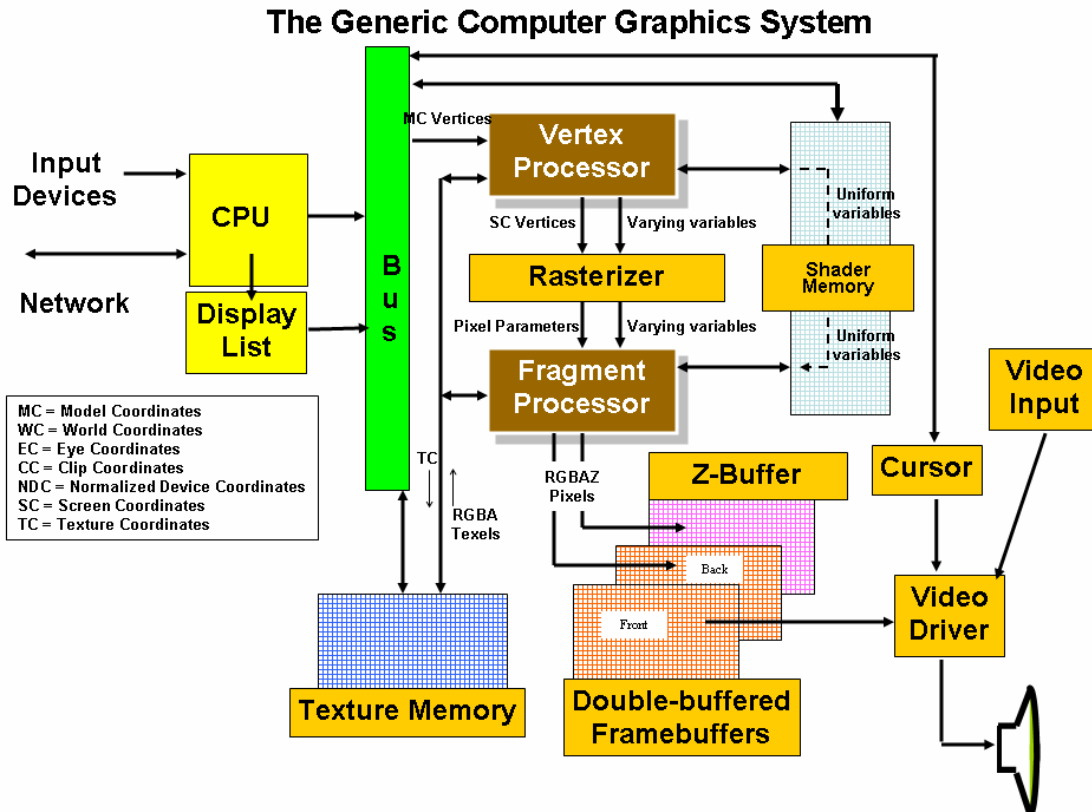 The Generic Computer Graphics System
MC Vertices
Vertex
Processor
Input
Devices
CPU
Uniform
variables
SC Vertices
Varying variables
B
u
s
Rasterizer
Shader
Memory
Network
Display
List
Pixel Parameters
Varying variables
Uniform
variables
Fragment
Processor
Video
Input
MC = Model Coordinates
WC = World Coordinates
EC = Eye Coordinates
CC = Clip Coordinates
NDC = Normalized Device Coordinates
SC = Screen Coordinates
TC = Texture Coordinates
TC
RGBA
Texels
RGBAZ
Pixels
Z-Buffer
Cursor
Back
Front
Video
Driver
Texture Memory
Double-buffered
Framebuffers